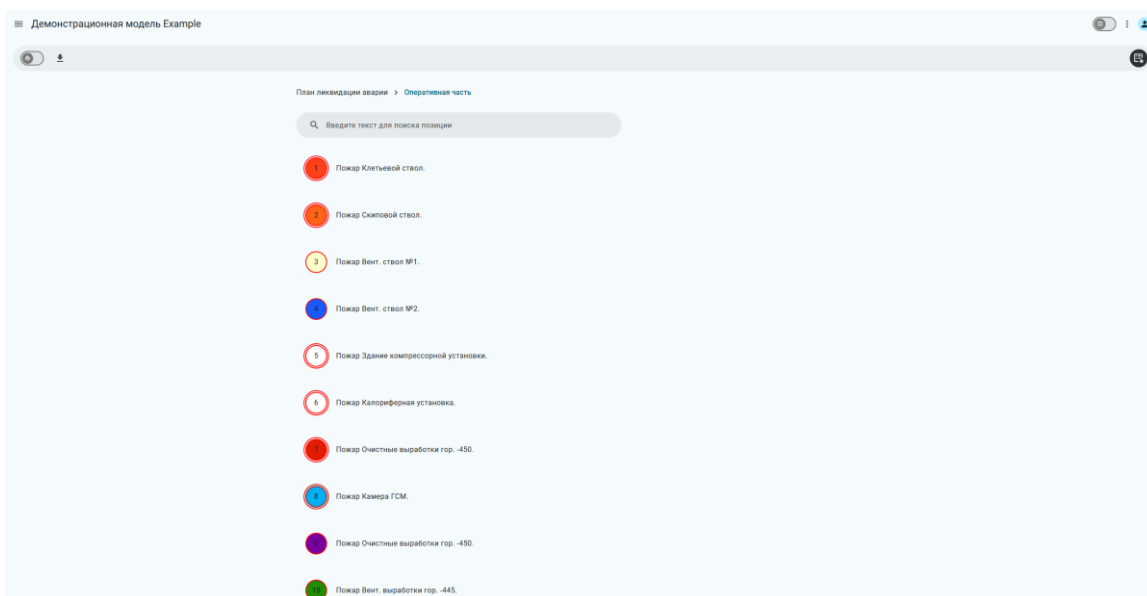 Демонстрационная модель Example
План ликвидации аварии > Оперативная часть
Введите текст для поиска позиции
1 Пожар Клетьевой ствол.
2 Пожар Скиповой ствол.
3 Пожар Вент. ствол №1.
4 Пожар Вент. ствол №2.
5 Пожар Здание компрессорной установки.
6 Пожар Калориферная установка.
7 Пожар Очистные выработки гор. -450.
8 Пожар Камера ГСМ.
9 Пожар Очистные выработки гор. -450.
10 Пожар Вент. выработки гор. -445.